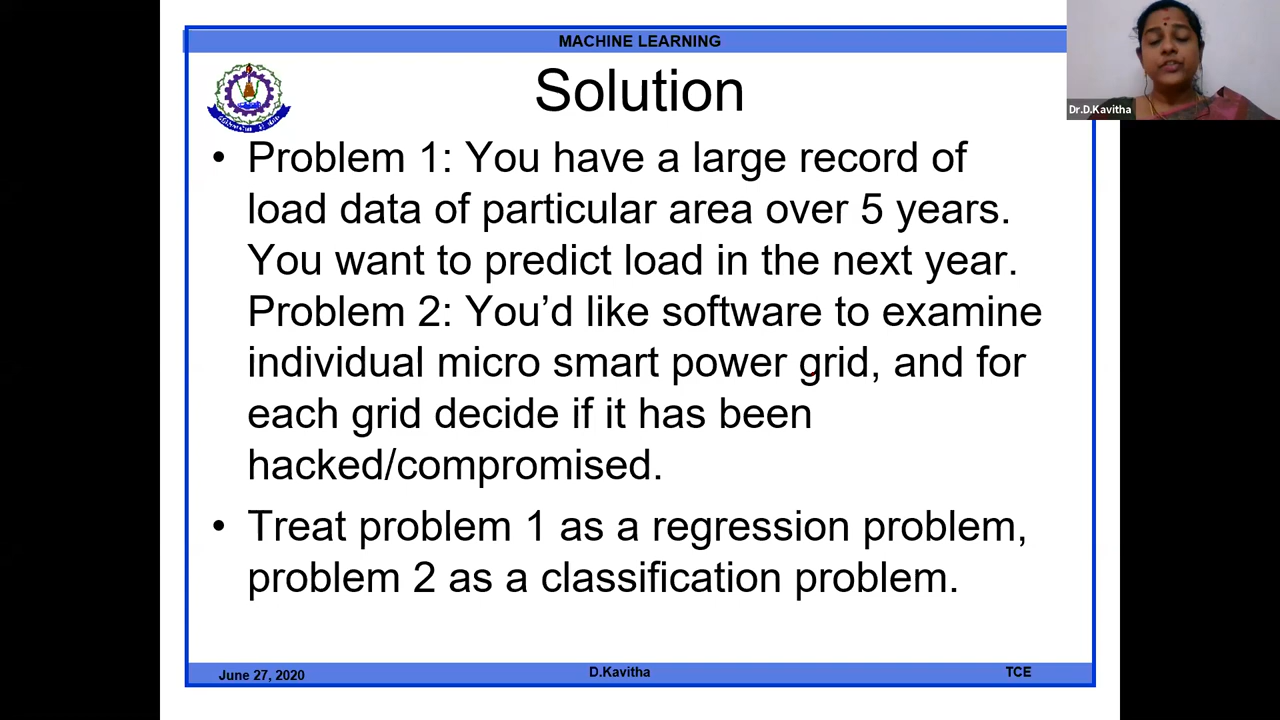 MACHINE LEARNING
Solution
• Problem 1: You have a large record of
load data of particular area over 5 years.
You want to predict load in the next year.
Problem 2: You’d like software to examine
individual micro smart power grid, and for
each grid decide if it has been
hacked/compromised.
• Treat problem 1 as a regression problem,
problem 2 as a classification problem.
June 27, 2020
D.Kavitha
TCE
Dr.D.Kavitha